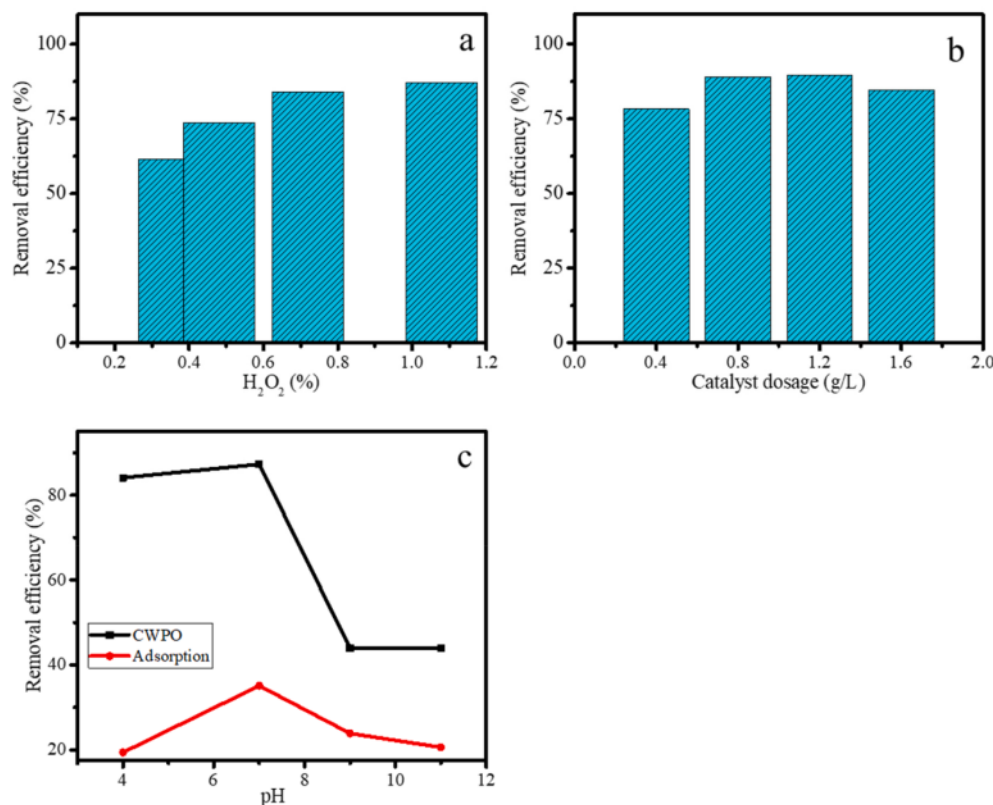 a
Removal efficiency (%)
100
75
50
25
0
0.2 0.4 0.6 0.8 1.0 1.2
H₂O₂ (%)
b
Removal efficiency (%)
100
75
50
25
0
0.0 0.4 0.8 1.2 1.6 2.0
Catalyst dosage (g/L)
c
Removal efficiency (%)
80
60
40
20
CWPO
Adsorption
4 6 8 10 12
pH